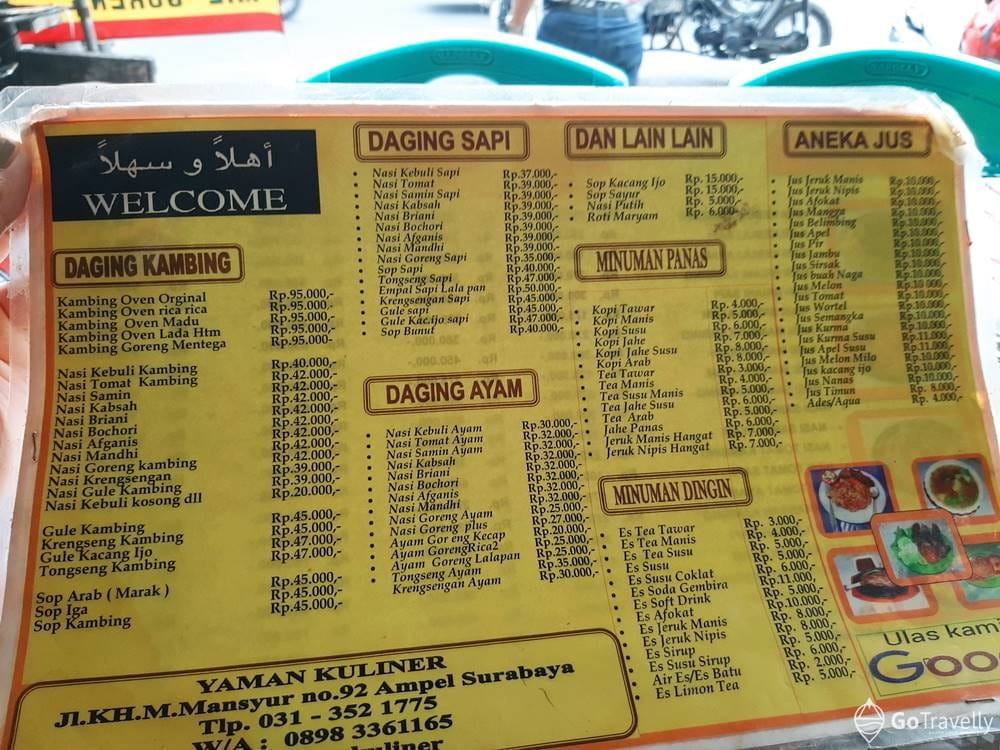 أهلاً و سهلاً
WELCOME
DAGING KAMBING
Kambing Oven Orginal Rp.95.000,-
Kambing Oven rica rica Rp.95.000,-
Kambing Oven Madu Rp.95.000,-
Kambing Oven Lada Htm Rp.95.000,-
Kambing Goreng Mentega Rp.95.000,-
Nasi Kebuli Kambing
Nasi Tomat Kambing
Nasi Samin
Nasi Kabsah
Nasi Briani
Nasi Bochori
Nasi Afganis
Nasi Mandhi
Nasi Goreng kambing
Nasi Krengsengan
Nasi Gule Kambing
Nasi Kebuli kosong dll
Rp.40.000,-
Rp.42.000,-
Rp.42.000,-
Rp.42.000,-
Rp.42.000,-
Rp.42.000,-
Rp.42.000,-
Rp.42.000,-
Rp.39.000,-
Rp.39.000,-
Rp.20.000,-
Gule Kambing Rp.45.000,-
Krengseng Kambing Rp.45.000,-
Gule Kacang Ijo Rp.47.000,-
Tongseng Kambing Rp.47.000,-
Sop Arab ( Marak ) Rp.45.000,-
Sop Iga Rp.45.000,-
Sop Kambing Rp.45.000,-
DAGING SAPI
Nasi Kebuli Sapi Rp.37.000,-
Nasi Tomat Rp.39.000,-
Nasi Samin Sapi Rp.39.000,-
Nasi Kabsah Rp.39.000,-
Nasi Briani Rp.39.000,-
Nasi Bochori Rp.39.000,-
Nasi Afganis Rp.39.000,-
Nasi Mandhi Rp.39.000,-
Nasi Goreng Sapi Rp.35.000,-
Sop Sapi Rp.40.000,-
Tongseng Sapi Rp.47.000,-
Empal Sapi Lala pan Rp.50.000,-
Krengsengan Sapi Rp.45.000,-
Gule sapi Rp.45.000,-
Gule Kacijo sapi Rp.47.000,-
Sop Bunut Rp.40.000,-
DAGING AYAM
Nasi Kebuli Ayam Rp.30.000,-
Nasi Tomat Ayam Rp.32.000,-
Nasi Samin Ayam Rp.32.000,-
Nasi Kabsah Rp.32.000,-
Nasi Briani Rp.32.000,-
Nasi Bochori Rp.32.000,-
Nasi Afganis Rp.32.000,-
Nasi Mandhi Rp.32.000,-
Nasi Goreng Ayam Rp.25.000,-
Nasi Goreng plus Rp.27.000,-
Ayam Gor eng Kecap Rp.20.000,-
Ayam GorengRica2 Rp.25.000,-
Ayam Goreng Lalapan Rp.25.000,-
Tongseng Ayam Rp.35.000,-
Krengsengan Ayam Rp.30.000,-
DAN LAIN LAIN
Sop Kacang Ijo Rp. 15.000,-
Sop Sayur Rp. 15.000,-
Nasi Putih Rp. 5.000,-
Roti Maryam Rp. 6.000,-
MINUMAN PANAS
Kopi Tawar Rp. 4.000,-
Kopi Manis Rp. 5.000,-
Kopi Susu Rp. 6.000,-
Kopi Jahe Rp. 7.000,-
Kopi Jahe Susu Rp. 8.000,-
Kopi Arab Rp. 8.000,-
Tea Tawar Rp. 3.000,-
Tea Manis Rp. 4.000,-
Tea Susu Manis Rp. 6.000,-
Tea Jahe Susu Rp. 5.000,-
Tea Arab Rp. 6.000,-
Jahe Panas Rp. 7.000,-
Jeruk Manis Hangat Rp. 7.000,-
MINUMAN DINGIN
Es Tea Tawar Rp. 3.000,-
Es Tea Manis Rp. 4.000,-
Es Tea Susu Rp. 5.000,-
Es Susu Rp. 5.000,-
Es Susu Coklat Rp. 6.000,-
Es Soda Gembira Rp.11.000,-
Es Soft Drink Rp. 5.000,-
Es Afokat Rp.10.000,-
Es Jeruk Manis Rp. 8.000,-
Es Jeruk Nipis Rp. 8.000,-
Es Sirup Rp. 5.000,-
Es Susu Sirup Rp. 6.000,-
Air Es/Es Batu Rp. 2.000,-
Es Limon Tea Rp. 5.000,-
ANEKA JUS
Jus Jeruk Manis Rp.10.000,-
Jus Jeruk Nipis Rp.10.000,-
Jus Afokat Rp.10.000,-
Jus Mangga Rp.10.000,-
Jus Belimbing Rp.10.000,-
Jus Apel Rp.10.000,-
Jus Pir Rp.10.000,-
Jus Jambu Rp.10.000,-
Jus Sirsak Rp.10.000,-
Jus buah Naga Rp.10.000,-
Jus Melon Rp.10.000,-
Jus Tomat Rp.10.000,-
Jus Wortel Rp.10.000,-
Jus Semangka Rp.10.000,-
Jus Kurma Rp.10.000,-
Jus Kurma Susu Rp.11.000,-
Jus Apel Susu Rp.11.000,-
Jus Melon Milo Rp.10.000,-
Jus kacang ijo Rp.10.000,-
Jus Nanas Rp.10.000,-
Jus Timun Rp. 8.000,-
Ades/Aqua Rp. 4.000,-
Ulas kami
Goo
YAMAN KULINER
Jl.KH.M.Mansyur no.92 Ampel Surabaya
Tlp. 031 - 352 1775
W/A : 0898 3361165
kuliner
GoTravelly